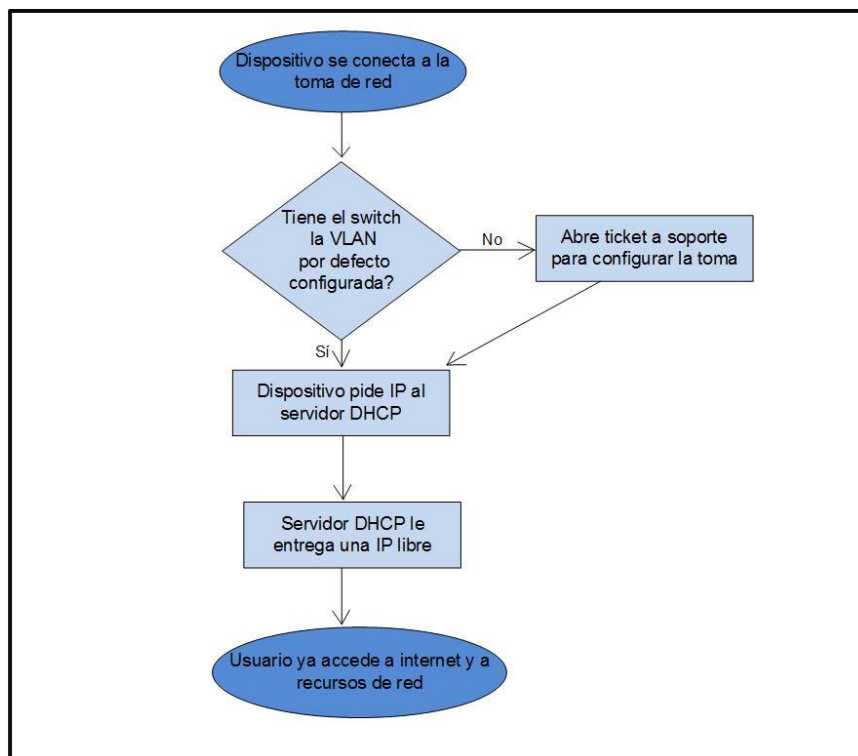 Dispositivo se conecta a la
toma de red
Tiene el switch
la VLAN
por defecto
configurada?
No
Abre ticket a soporte
para configurar la toma
Sí
Dispositivo pide IP al
servidor DHCP
Servidor DHCP le
entrega una IP libre
Usuario ya accede a internet y a
recursos de red